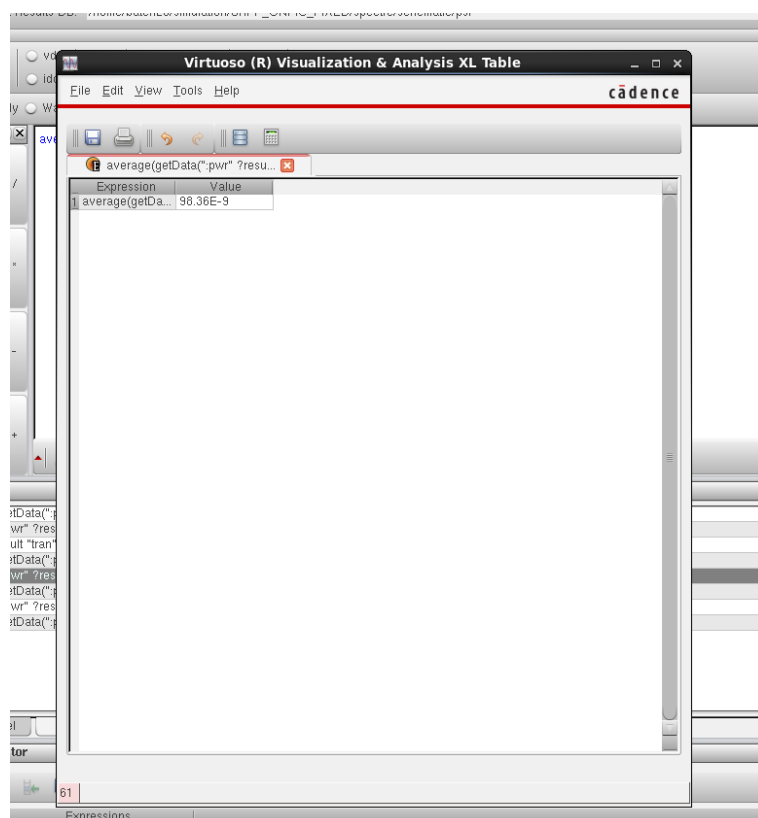 Virtuoso (R) Visualization & Analysis XL Table
File Edit View Tools Help
cādence
average(getData(":pwr" ?resu...
Expression Value
1 average(getDa... 98.36E-9
etData(":p
wr" ?res
ult "tran"
etData(":p
wr" ?res
etData(":p
wr" ?res
etData(":p
tor
61
Expressions